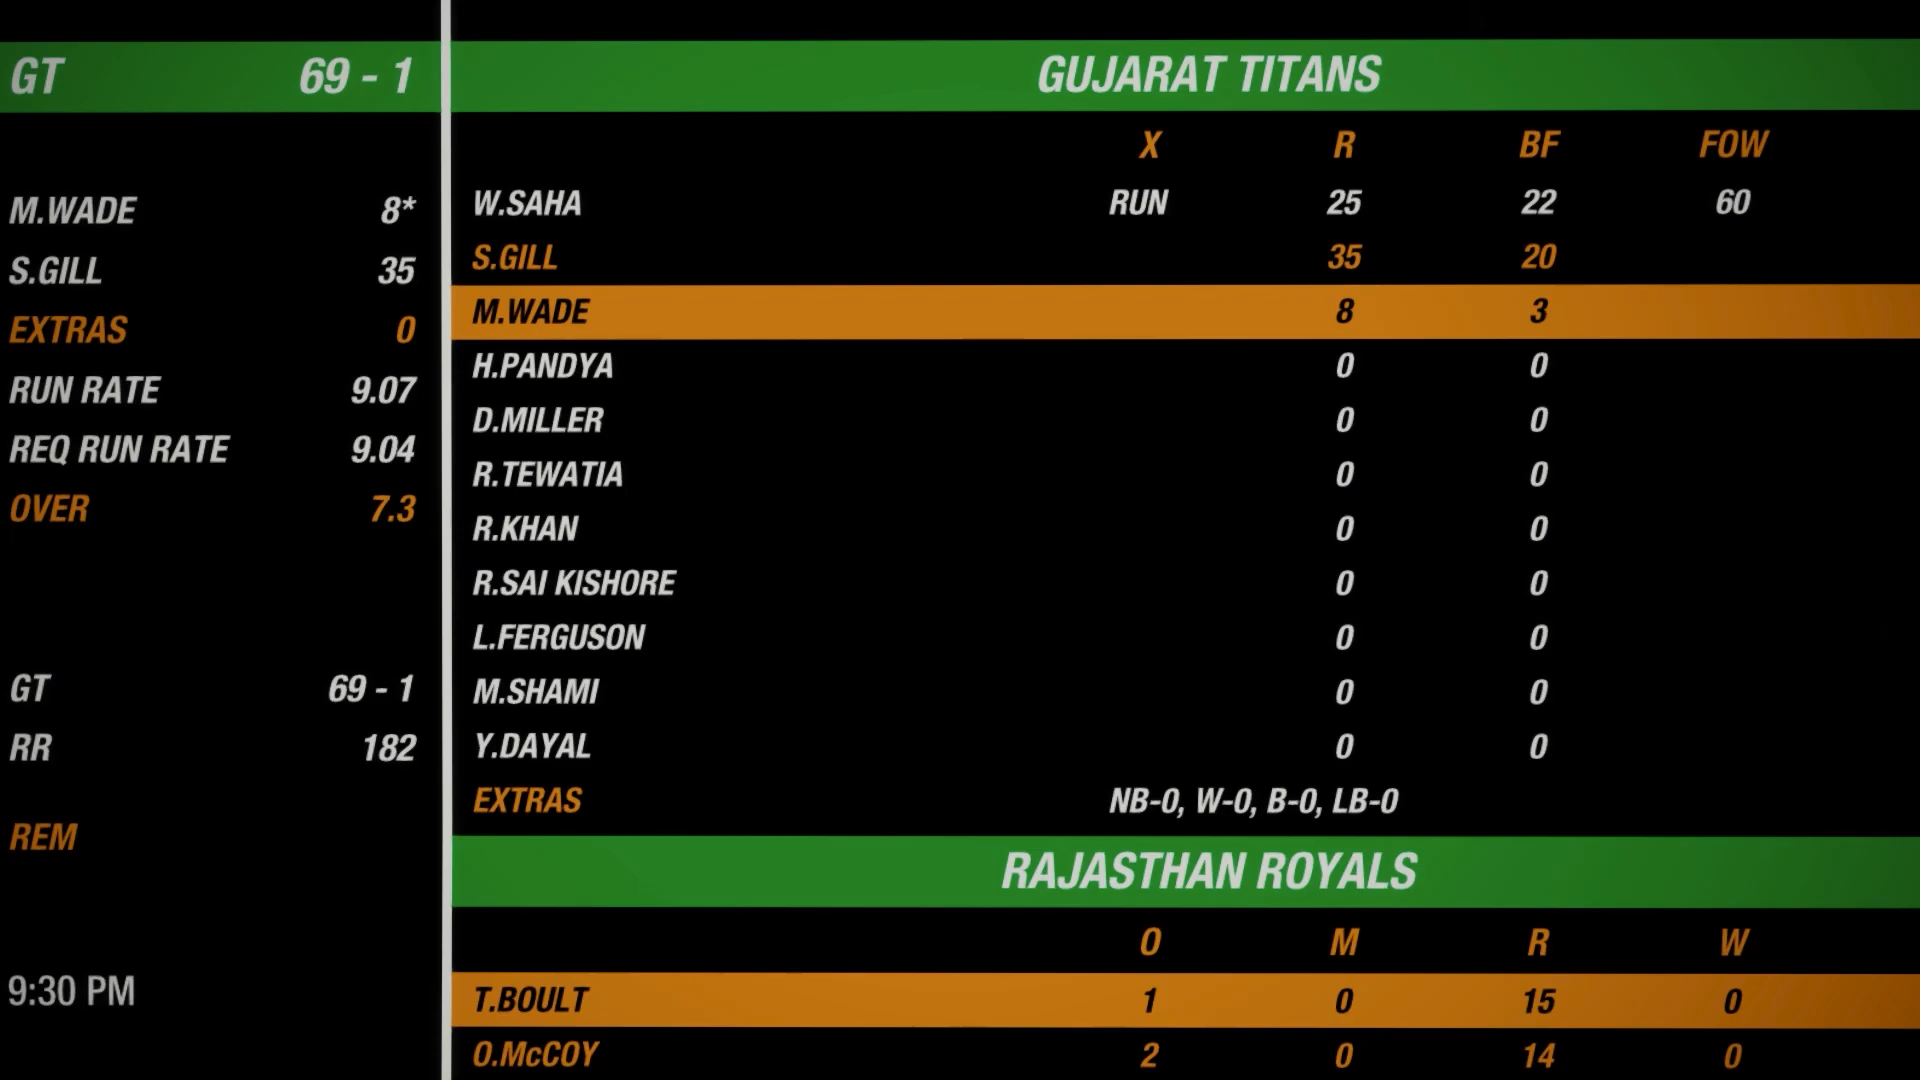 GT 69 - 1
M.WADE 8*
S.GILL 35
EXTRAS 0
RUN RATE 9.07
REQ RUN RATE 9.04
OVER 7.3
GT 69 - 1
RR 182
REM
9:30 PM
GUJARAT TITANS
X R BF FOW
W.SAHA RUN 25 22 60
S.GILL 35 20
M.WADE 8 3
H.PANDYA 0 0
D.MILLER 0 0
R.TEWATIA 0 0
R.KHAN 0 0
R.SAI KISHORE 0 0
L.FERGUSON 0 0
M.SHAMI 0 0
Y.DAYAL 0 0
EXTRAS NB-0, W-0, B-0, LB-0
RAJASTHAN ROYALS
O M R W
T.BOULT 1 0 15 0
O.McCOY 2 0 14 0